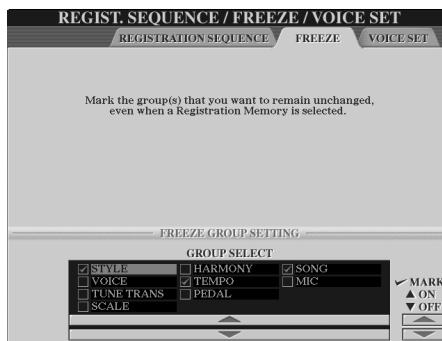 REGIST. SEQUENCE / FREEZE / VOICE SET
REGISTRATION SEQUENCE FREEZE VOICE SET
Mark the group(s) that you want to remain unchanged,
even when a Registration Memory is selected.
FREEZE GROUP SETTING
GROUP SELECT
STYLE HARMONY SONG
VOICE TEMPO MIC MARK
TUNE TRANS PEDAL ▲ ON
SCALE ▼ OFF